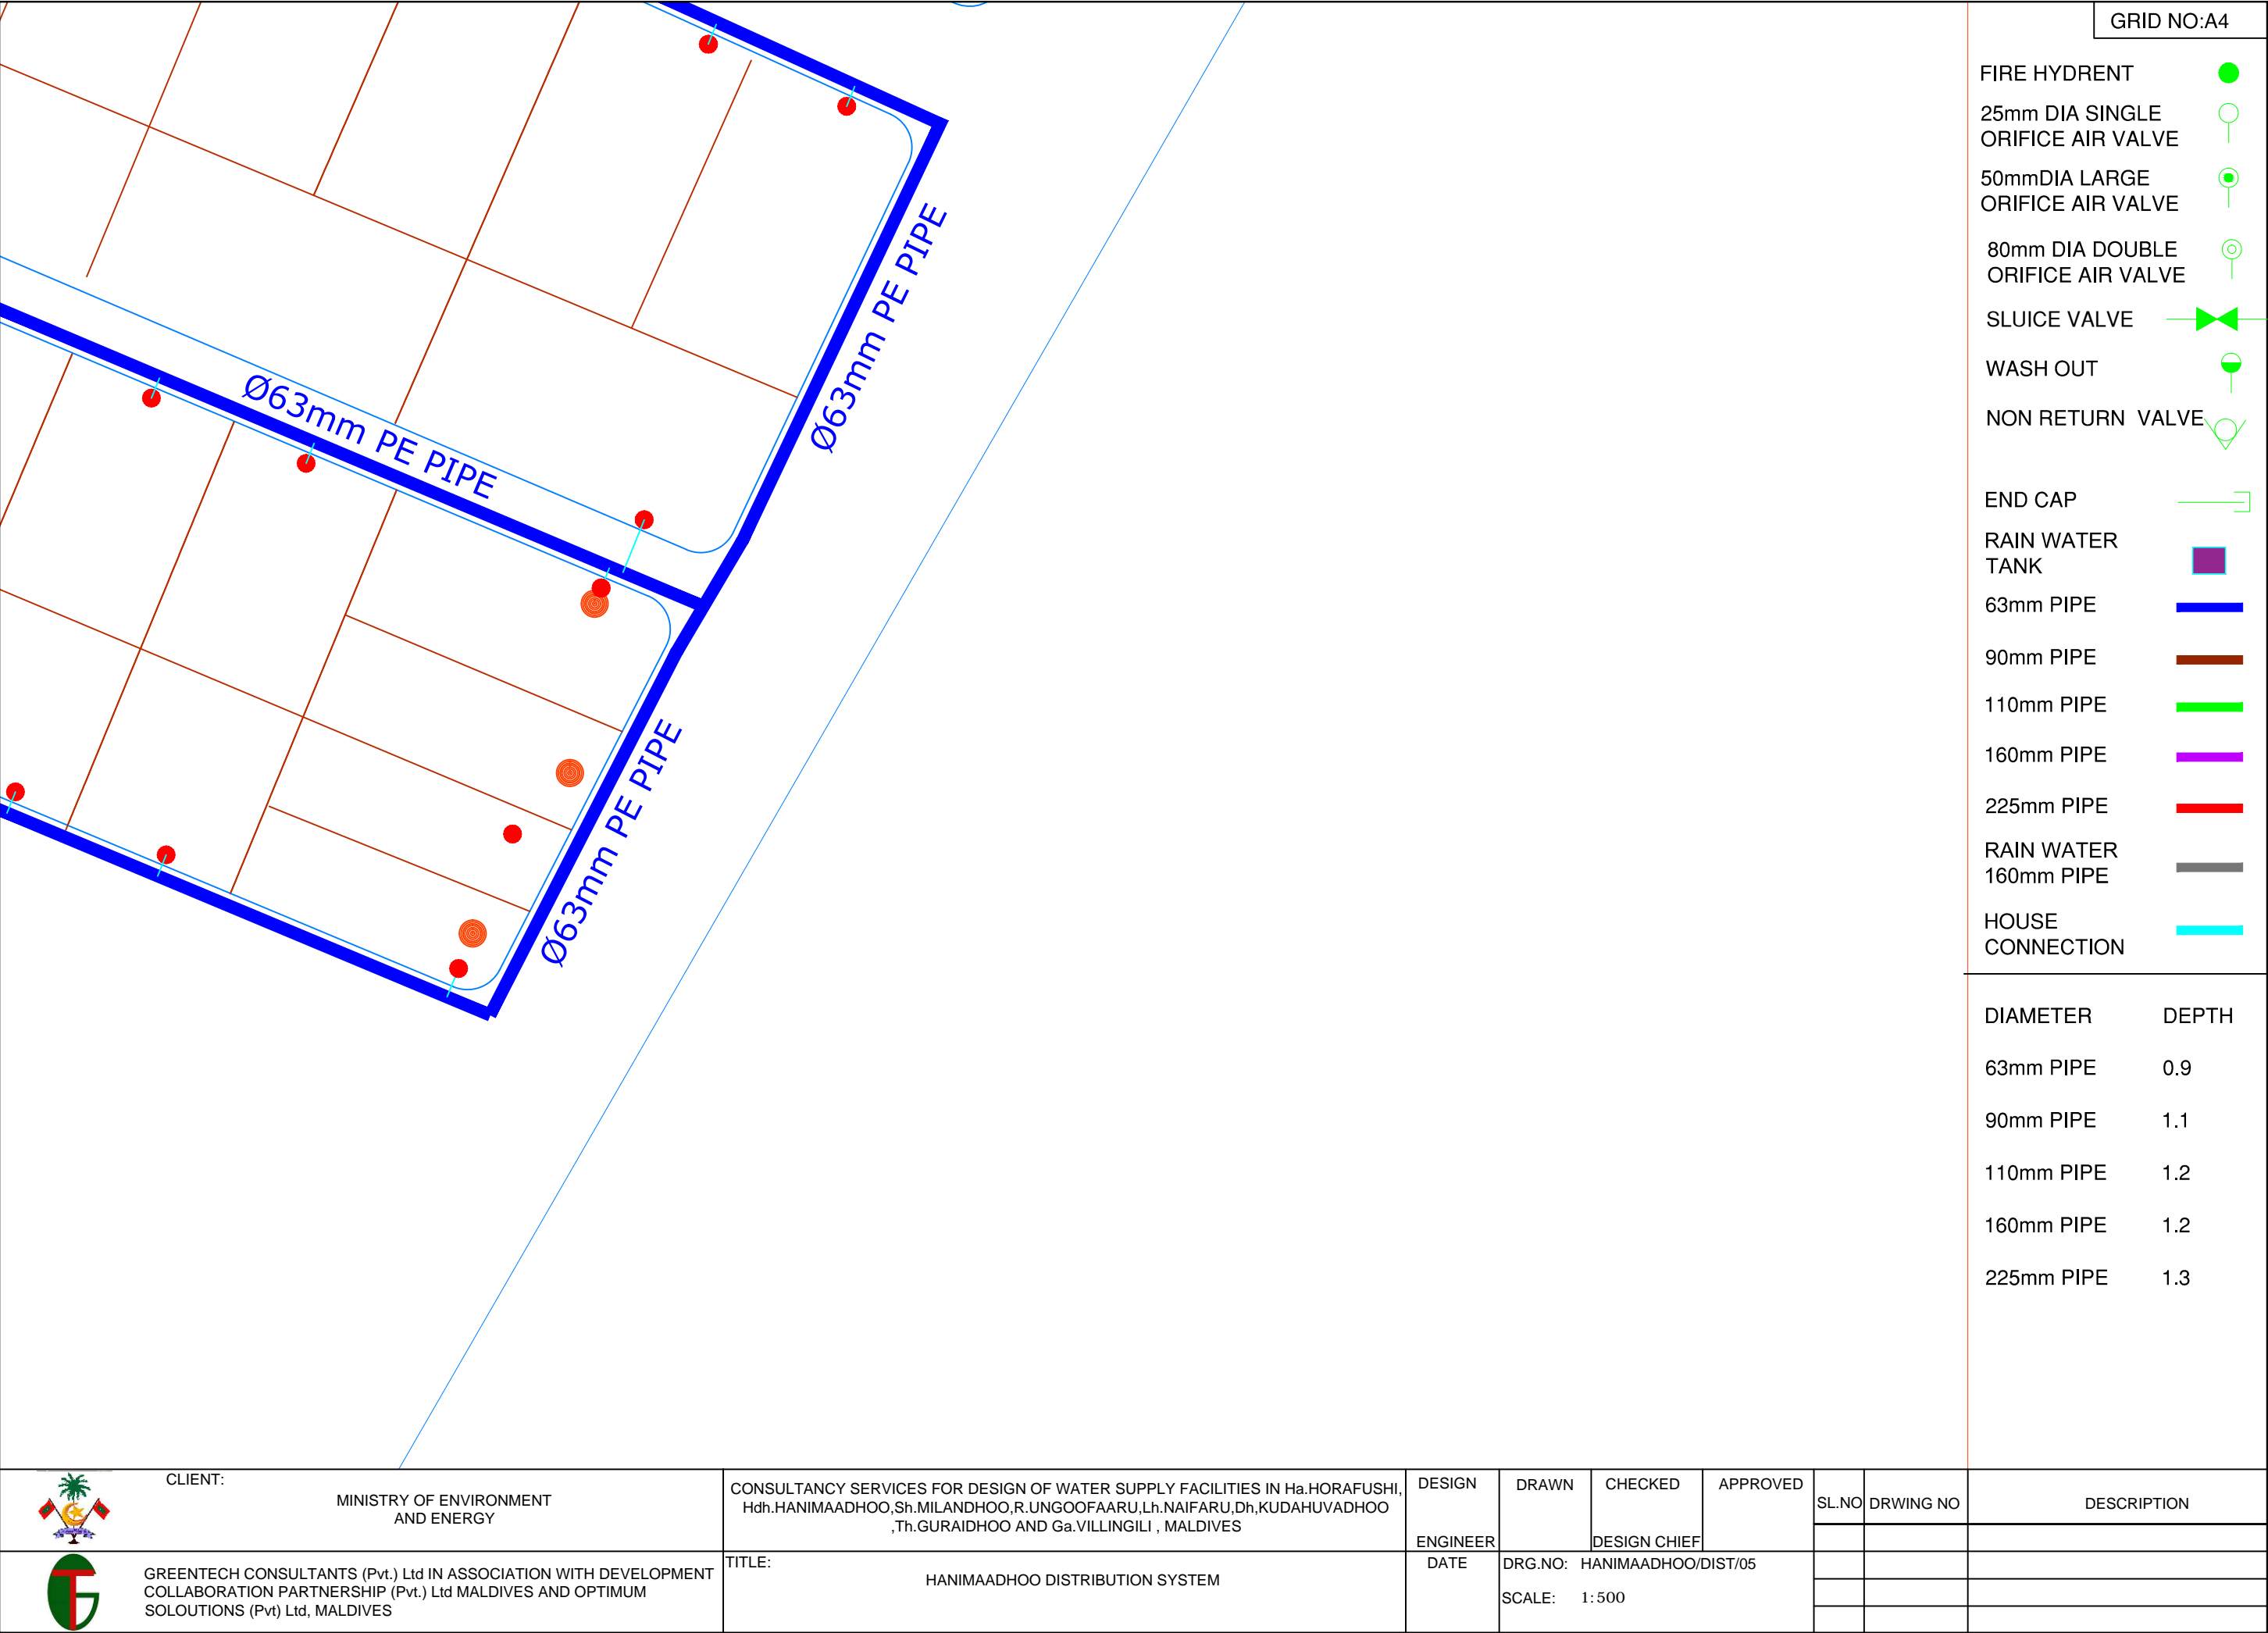 GRID NO:A4
FIRE HYDRENT
25mm DIA SINGLE
ORIFICE AIR VALVE
50mmDIA LARGE
ORIFICE AIR VALVE
80mm DIA DOUBLE
ORIFICE AIR VALVE
SLUICE VALVE
WASH OUT
NON RETURN VALVE
END CAP
RAIN WATER
TANK
63mm PIPE
90mm PIPE
110mm PIPE
160mm PIPE
225mm PIPE
RAIN WATER
160mm PIPE
HOUSE
CONNECTION
DIAMETER DEPTH
63mm PIPE 0.9
90mm PIPE 1.1
110mm PIPE 1.2
160mm PIPE 1.2
225mm PIPE 1.3
Ø63mm PE PIPE
Ø63mm PE PIPE
Ø63mm PE PIPE
CLIENT:
MINISTRY OF ENVIRONMENT
AND ENERGY
CONSULTANCY SERVICES FOR DESIGN OF WATER SUPPLY FACILITIES IN Ha.HORAFUSHI,
Hdh.HANIMAADHOO,Sh.MILANDHOO,R.UNGOOFAARU,Lh.NAIFARU,Dh,KUDAHUVADHOO
,Th.GURAIDHOO AND Ga.VILLINGILI , MALDIVES
DESIGN
ENGINEER
DRAWN
CHECKED
DESIGN CHIEF
APPROVED
SL.NO
DRWING NO
DESCRIPTION
GREENTECH CONSULTANTS (Pvt.) Ltd IN ASSOCIATION WITH DEVELOPMENT
COLLABORATION PARTNERSHIP (Pvt.) Ltd MALDIVES AND OPTIMUM
SOLOUTIONS (Pvt) Ltd, MALDIVES
TITLE:
HANIMAADHOO DISTRIBUTION SYSTEM
DATE
DRG.NO: HANIMAADHOO/DIST/05
SCALE: 1:500